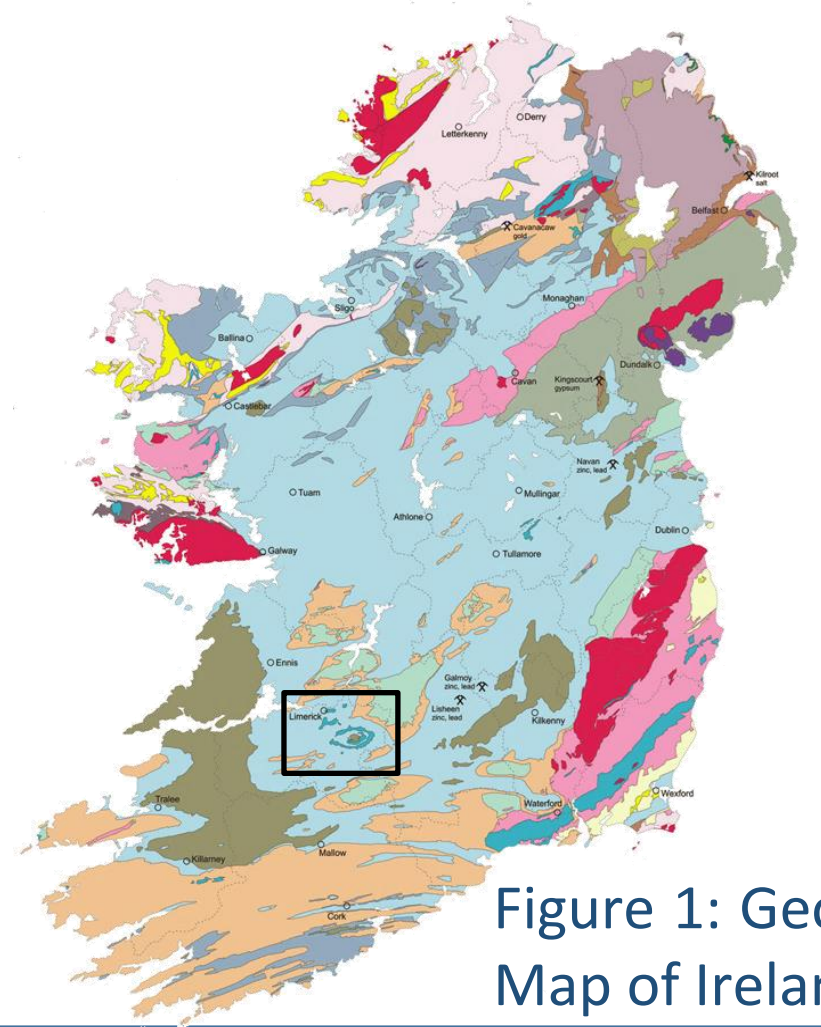 Derry
Letterkenny
Kilroot
salt
Belfast
Cavanacaw
gold
Sligo
Monaghan
Ballina
Dundalk
Cavan
Kingscourt
gypsum
Castlebar
Navan
zinc, lead
Tuam
Mullingar
Athlone
Dublin
Galway
Tullamore
Ennis
Galmoy
zinc, lead
Limerick
Lisheen
zinc, lead
Kilkenny
Tralee
Waterford
Wexford
Mallow
Killarney
Cork
Figure 1: Geo
Map of Irelan